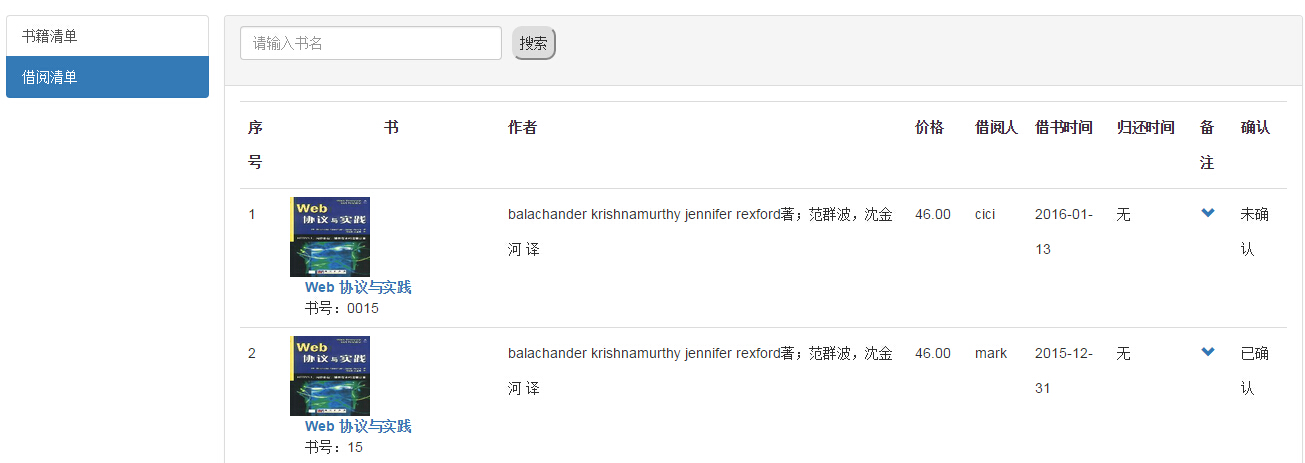 书籍清单
借阅清单
请输入书名
搜索
序号
书
作者
价格
借阅人
借书时间
归还时间
备注
确认
1
Web
协议与实践
Web 协议与实践
书号：0015
balachander krishnamurthy jennifer rexford著；范群波，沈金
河 译
46.00
cici
2016-01-
13
无
未确
认
2
Web
协议与实践
Web 协议与实践
书号：15
balachander krishnamurthy jennifer rexford著；范群波，沈金
河 译
46.00
mark
2015-12-
31
无
已确
认